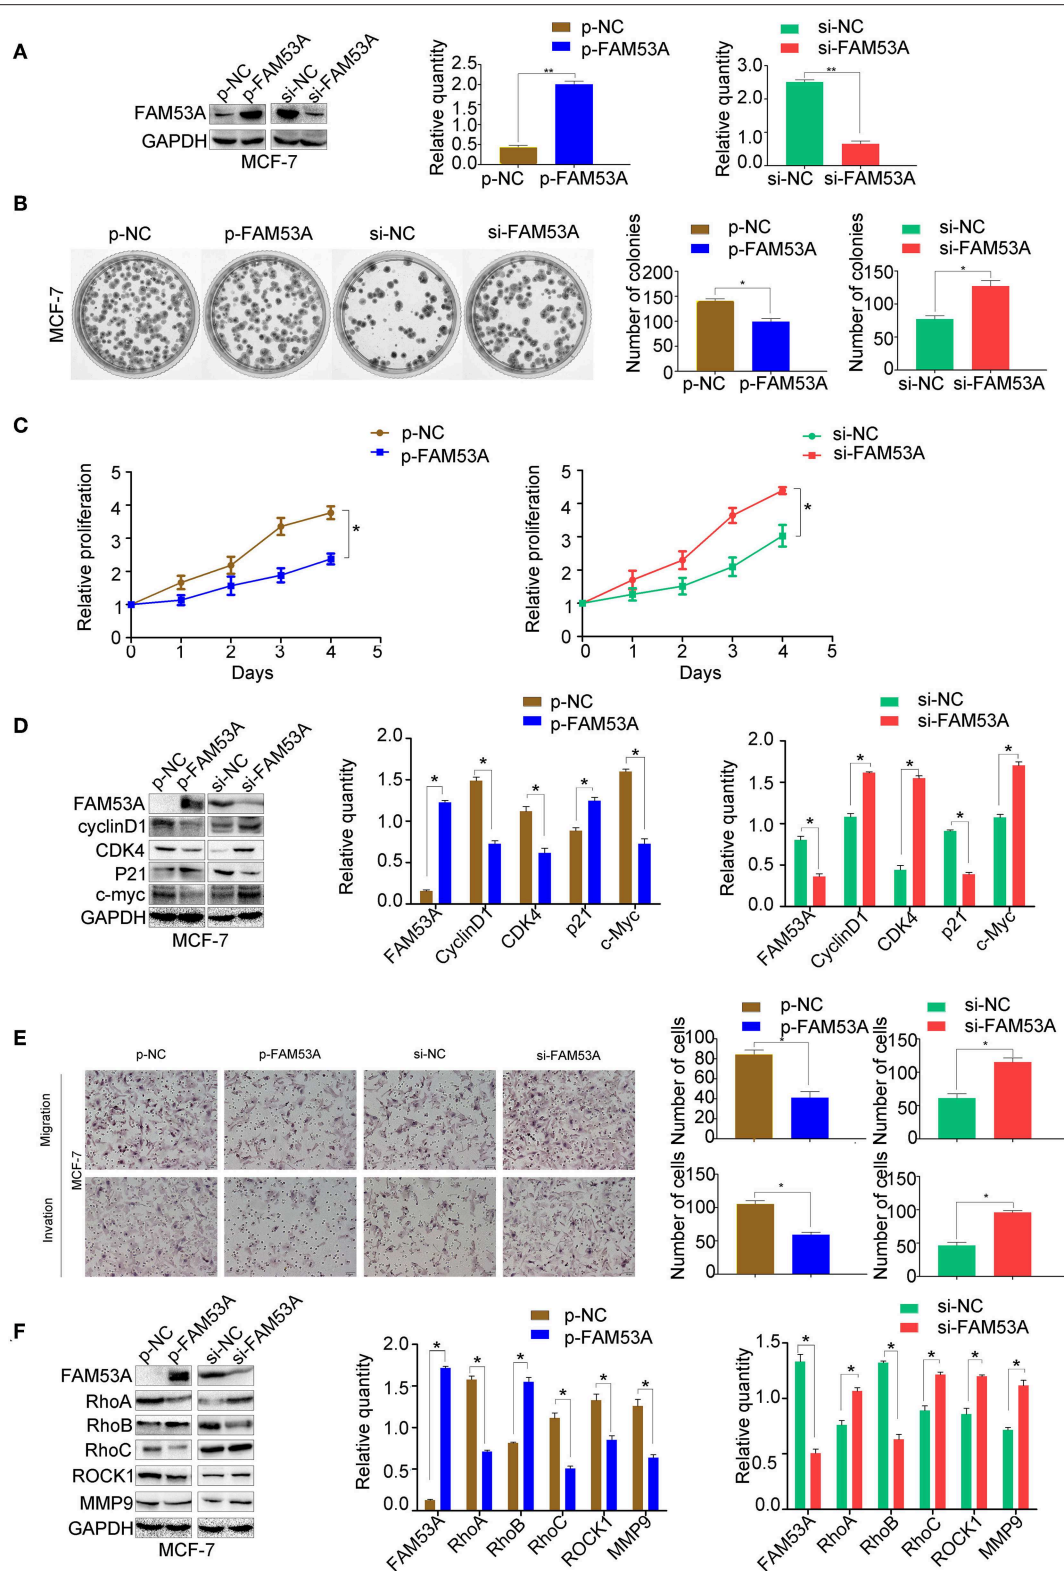 A
p-NC
p-FAM53A
si-NC
si-FAM53A
FAM53A
GAPDH
MCF-7
p-NC
p-FAM53A
Relative quantity
2.5
2.0
1.5
1.0
0.5
0.0
**
p-NC p-FAM53A
si-NC
si-FAM53A
Relative quantity
3.0
2.0
1.0
0.0
**
si-NC si-FAM53A
B
p-NC p-FAM53A si-NC si-FAM53A
MCF-7
p-NC
p-FAM53A
Number of colonies
200
150
100
50
0
*
p-NC p-FAM53A
si-NC
si-FAM53A
Number of colonies
150
100
50
0
*
si-NC si-FAM53A
C
p-NC
p-FAM53A
Relative proliferation
5
4
3
2
1
0
*
0 1 2 3 4 5
Days
si-NC
si-FAM53A
Relative proliferation
5
4
3
2
1
0
*
0 1 2 3 4 5
Days
D
p-NC
p-FAM53A
si-NC
si-FAM53A
FAM53A
cyclinD1
CDK4
P21
c-myc
GAPDH
MCF-7
p-NC
p-FAM53A
Relative quantity
2.0
1.5
1.0
0.5
0.0
* * * * *
FAM53A CyclinD1 CDK4 p21 c-Myc
si-NC
si-FAM53A
Relative quantity
2.0
1.5
1.0
0.5
0.0
* * * * *
FAM53A CyclinD1 CDK4 p21 c-Myc
E
p-NC p-FAM53A si-NC si-FAM53A
Migration
Invation
MCF-7
p-NC
p-FAM53A
Number of cells
100
80
60
40
20
0
*
si-NC
si-FAM53A
Number of cells
150
100
50
0
*
Number of cells
150
100
50
0
*
Number of cells
150
100
50
0
*
F
p-NC
p-FAM53A
si-NC
si-FAM53A
FAM53A
RhoA
RhoB
RhoC
ROCK1
MMP9
GAPDH
MCF-7
p-NC
p-FAM53A
Relative quantity
2.0
1.5
1.0
0.5
0.0
* * * * * *
FAM53A RhoA RhoB RhoC ROCK1 MMP9
si-NC
si-FAM53A
Relative quantity
1.5
1.0
0.5
0.0
* * * * * *
FAM53A RhoA RhoB RhoC ROCK1 MMP9